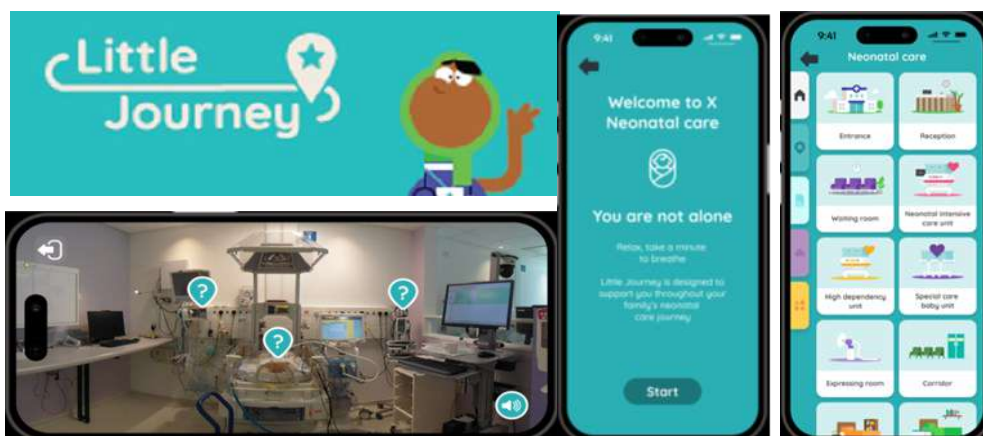 Little
Journey
?
?
?
9:41
Welcome to X
Neonatal care
You are not alone
Relax, take a minute
to breathe
Little Journey is designed to
support you throughout your
family's neonatal
care journey
Start
9:41
Neonatal care
Entrance
Reception
Waiting room
Neonatal intensive
care unit
High dependency
unit
Special care
baby unit
Expressing room
Corridor